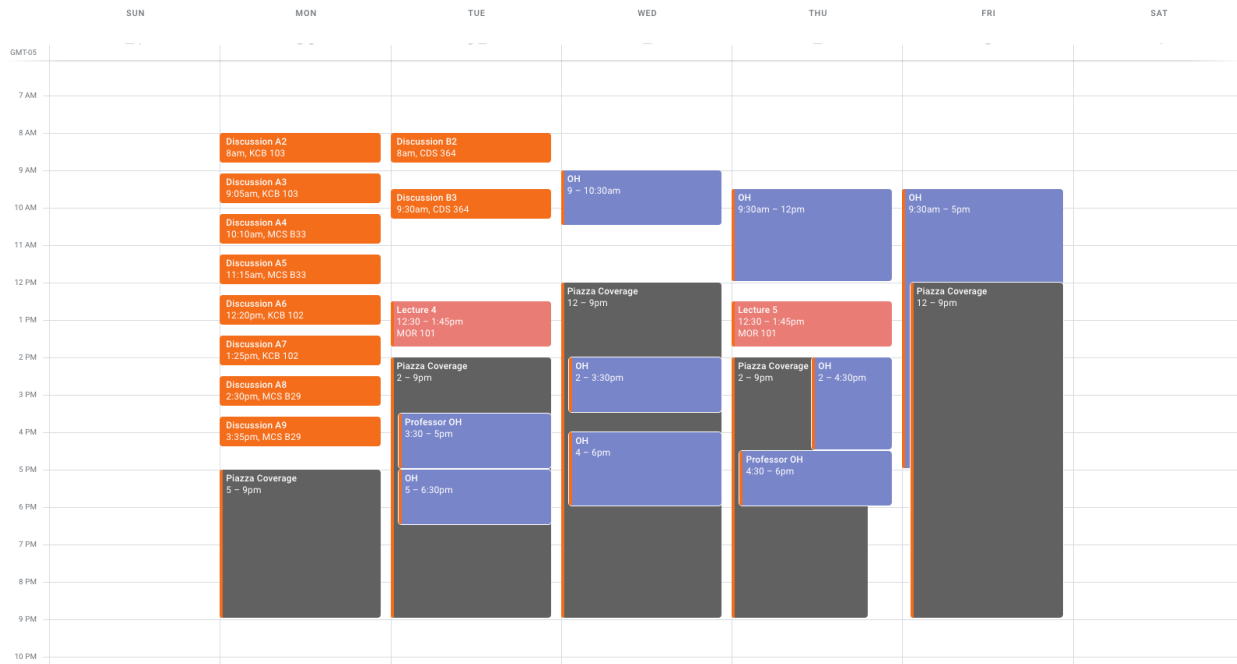 SUN MON TUE WED THU FRI SAT
GMT-05
7 AM
8 AM
9 AM
10 AM
11 AM
12 PM
1 PM
2 PM
3 PM
4 PM
5 PM
6 PM
7 PM
8 PM
9 PM
10 PM
Discussion A2
8am, KCB 103
Discussion A3
9:05am, KCB 103
Discussion A4
10:10am, MCS B33
Discussion A5
11:15am, MCS B33
Discussion A6
12:20pm, KCB 102
Discussion A7
1:25pm, KCB 102
Discussion A8
2:30pm, MCS B29
Discussion A9
3:35pm, MCS B29
Piazza Coverage
5 – 9pm
Discussion B2
8am, CDS 364
Discussion B3
9:30am, CDS 364
Lecture 4
12:30 – 1:45pm
MOR 101
Piazza Coverage
2 – 9pm
Professor OH
3:30 – 5pm
OH
5 – 6:30pm
OH
9 – 10:30am
Piazza Coverage
12 – 9pm
OH
2 – 3:30pm
OH
4 – 6pm
OH
9:30am – 12pm
Lecture 5
12:30 – 1:45pm
MOR 101
Piazza Coverage
2 – 9pm
OH
2 – 4:30pm
Professor OH
4:30 – 6pm
OH
9:30am – 5pm
Piazza Coverage
12 – 9pm